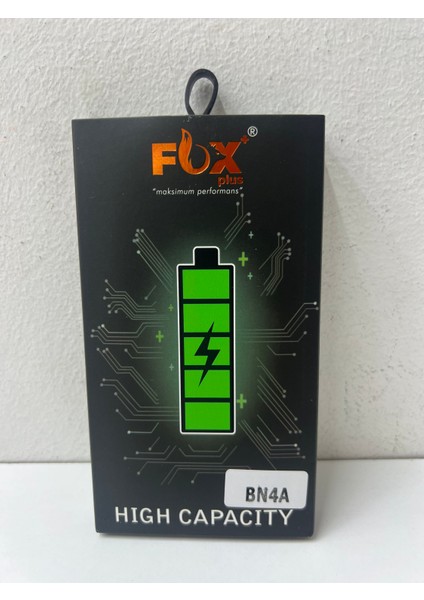 FOX+®
plus
"maksimum performans"
BN4A
HIGH CAPACITY